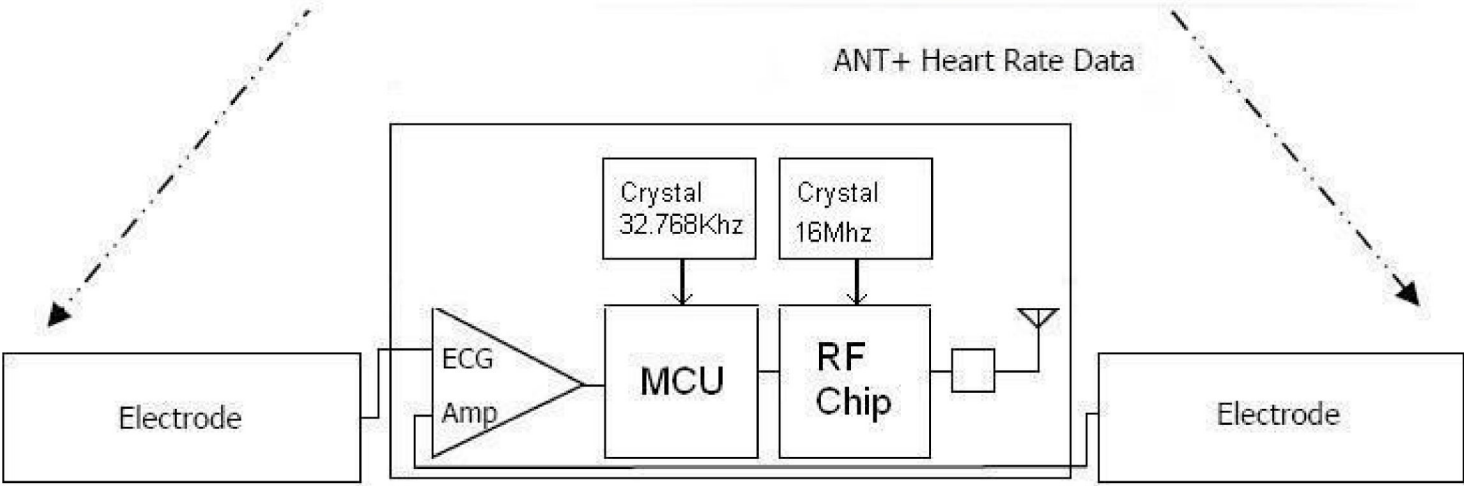 ANT+ Heart Rate Data
Crystal
32.768Khz
Crystal
16Mhz
ECG
Amp
MCU
RF
Chip
Electrode
Electrode